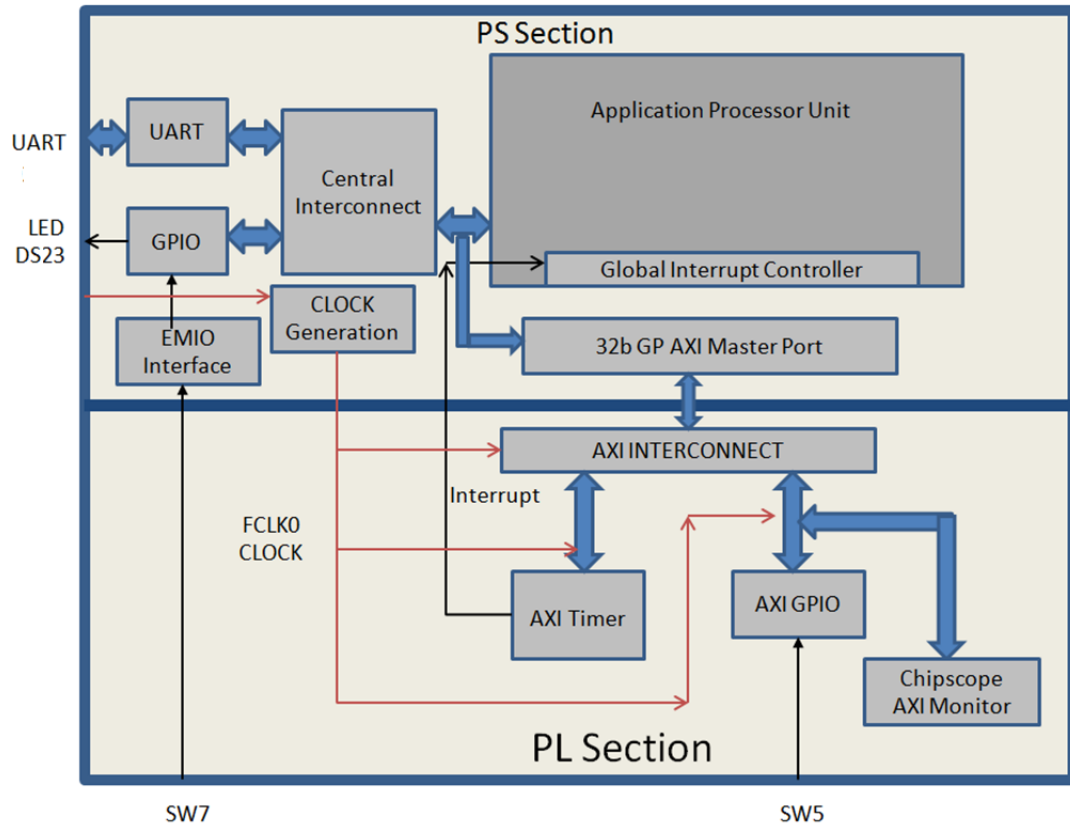 PS Section
Application Processor Unit
UART
UART
Central
Interconnect
LED
DS23
GPIO
Global Interrupt Controller
CLOCK
Generation
EMIO
Interface
32b GP AXI Master Port
AXI INTERCONNECT
Interrupt
FCLK0
CLOCK
AXI Timer
AXI GPIO
Chipscope
AXI Monitor
PL Section
SW7
SW5